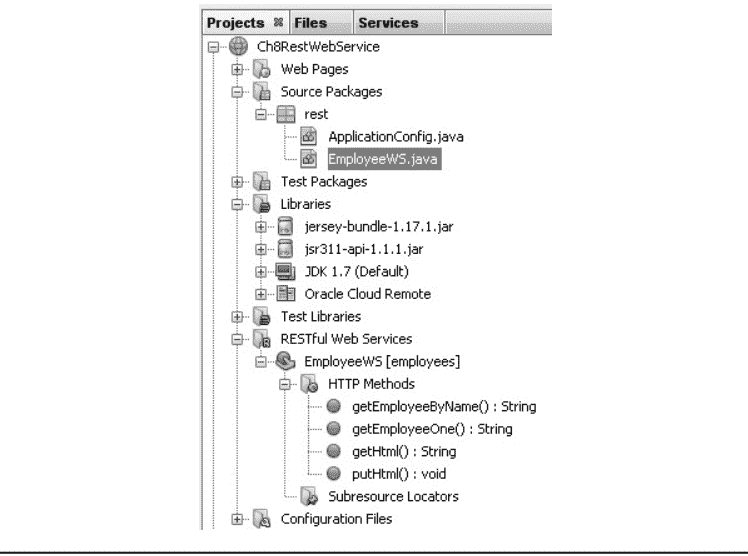 Projects Files Services
Ch8RestWebService
Web Pages
Source Packages
rest
ApplicationConfig.java
EmployeeWS.java
Test Packages
Libraries
jersey-bundle-1.17.1.jar
jsr311-api-1.1.1.jar
JDK 1.7 (Default)
Oracle Cloud Remote
Test Libraries
RESTful Web Services
EmployeeWS [employees]
HTTP Methods
getEmployeeByName() : String
getEmployeeOne() : String
getHtml() : String
putHtml() : void
Subresource Locators
Configuration Files